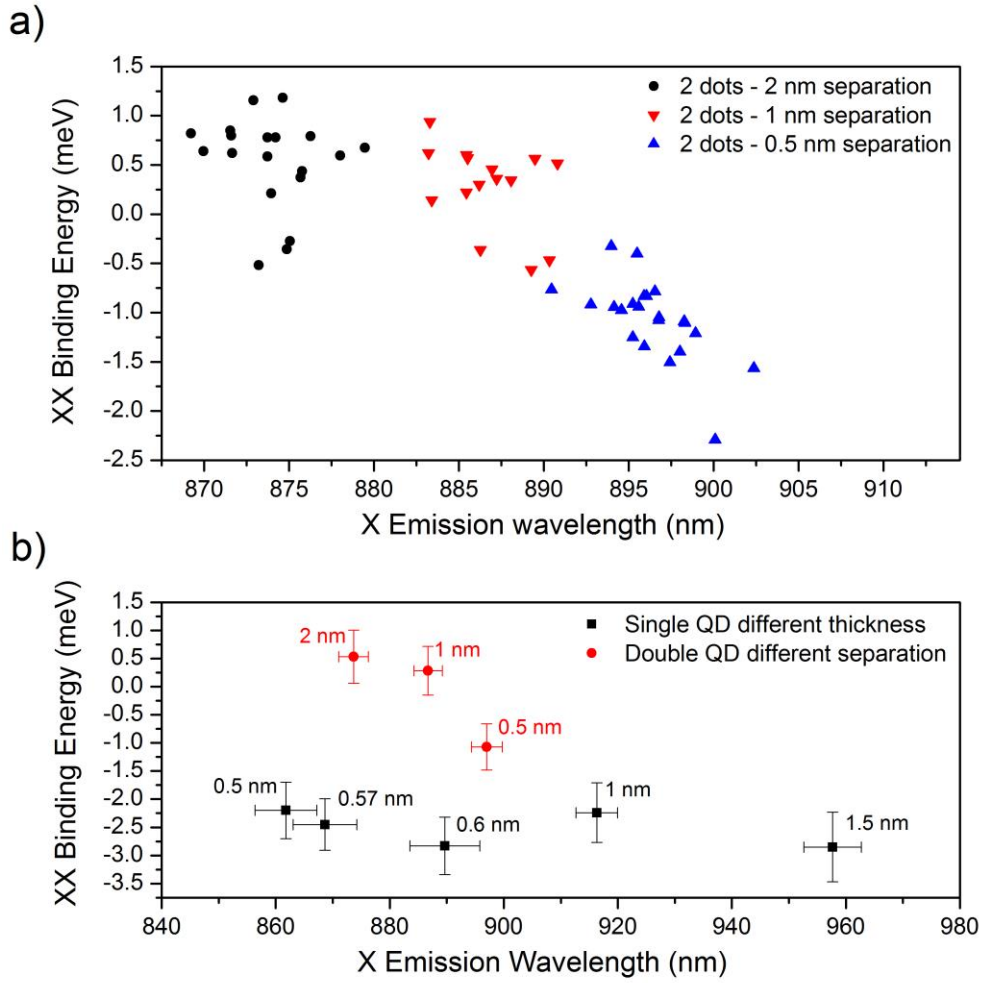 a)
1.5
1.0
0.5
0.0
-0.5
-1.0
-1.5
-2.0
-2.5
XX Binding Energy (meV)
2 dots - 2 nm separation
2 dots - 1 nm separation
2 dots - 0.5 nm separation
870 875 880 885 890 895 900 905 910
X Emission wavelength (nm)
b)
1.5
1.0
0.5
0.0
-0.5
-1.0
-1.5
-2.0
-2.5
-3.0
-3.5
XX Binding Energy (meV)
Single QD different thickness
Double QD different separation
2 nm
1 nm
0.5 nm
0.5 nm
0.57 nm
0.6 nm
1 nm
1.5 nm
840 860 880 900 920 940 960 980
X Emission Wavelength (nm)